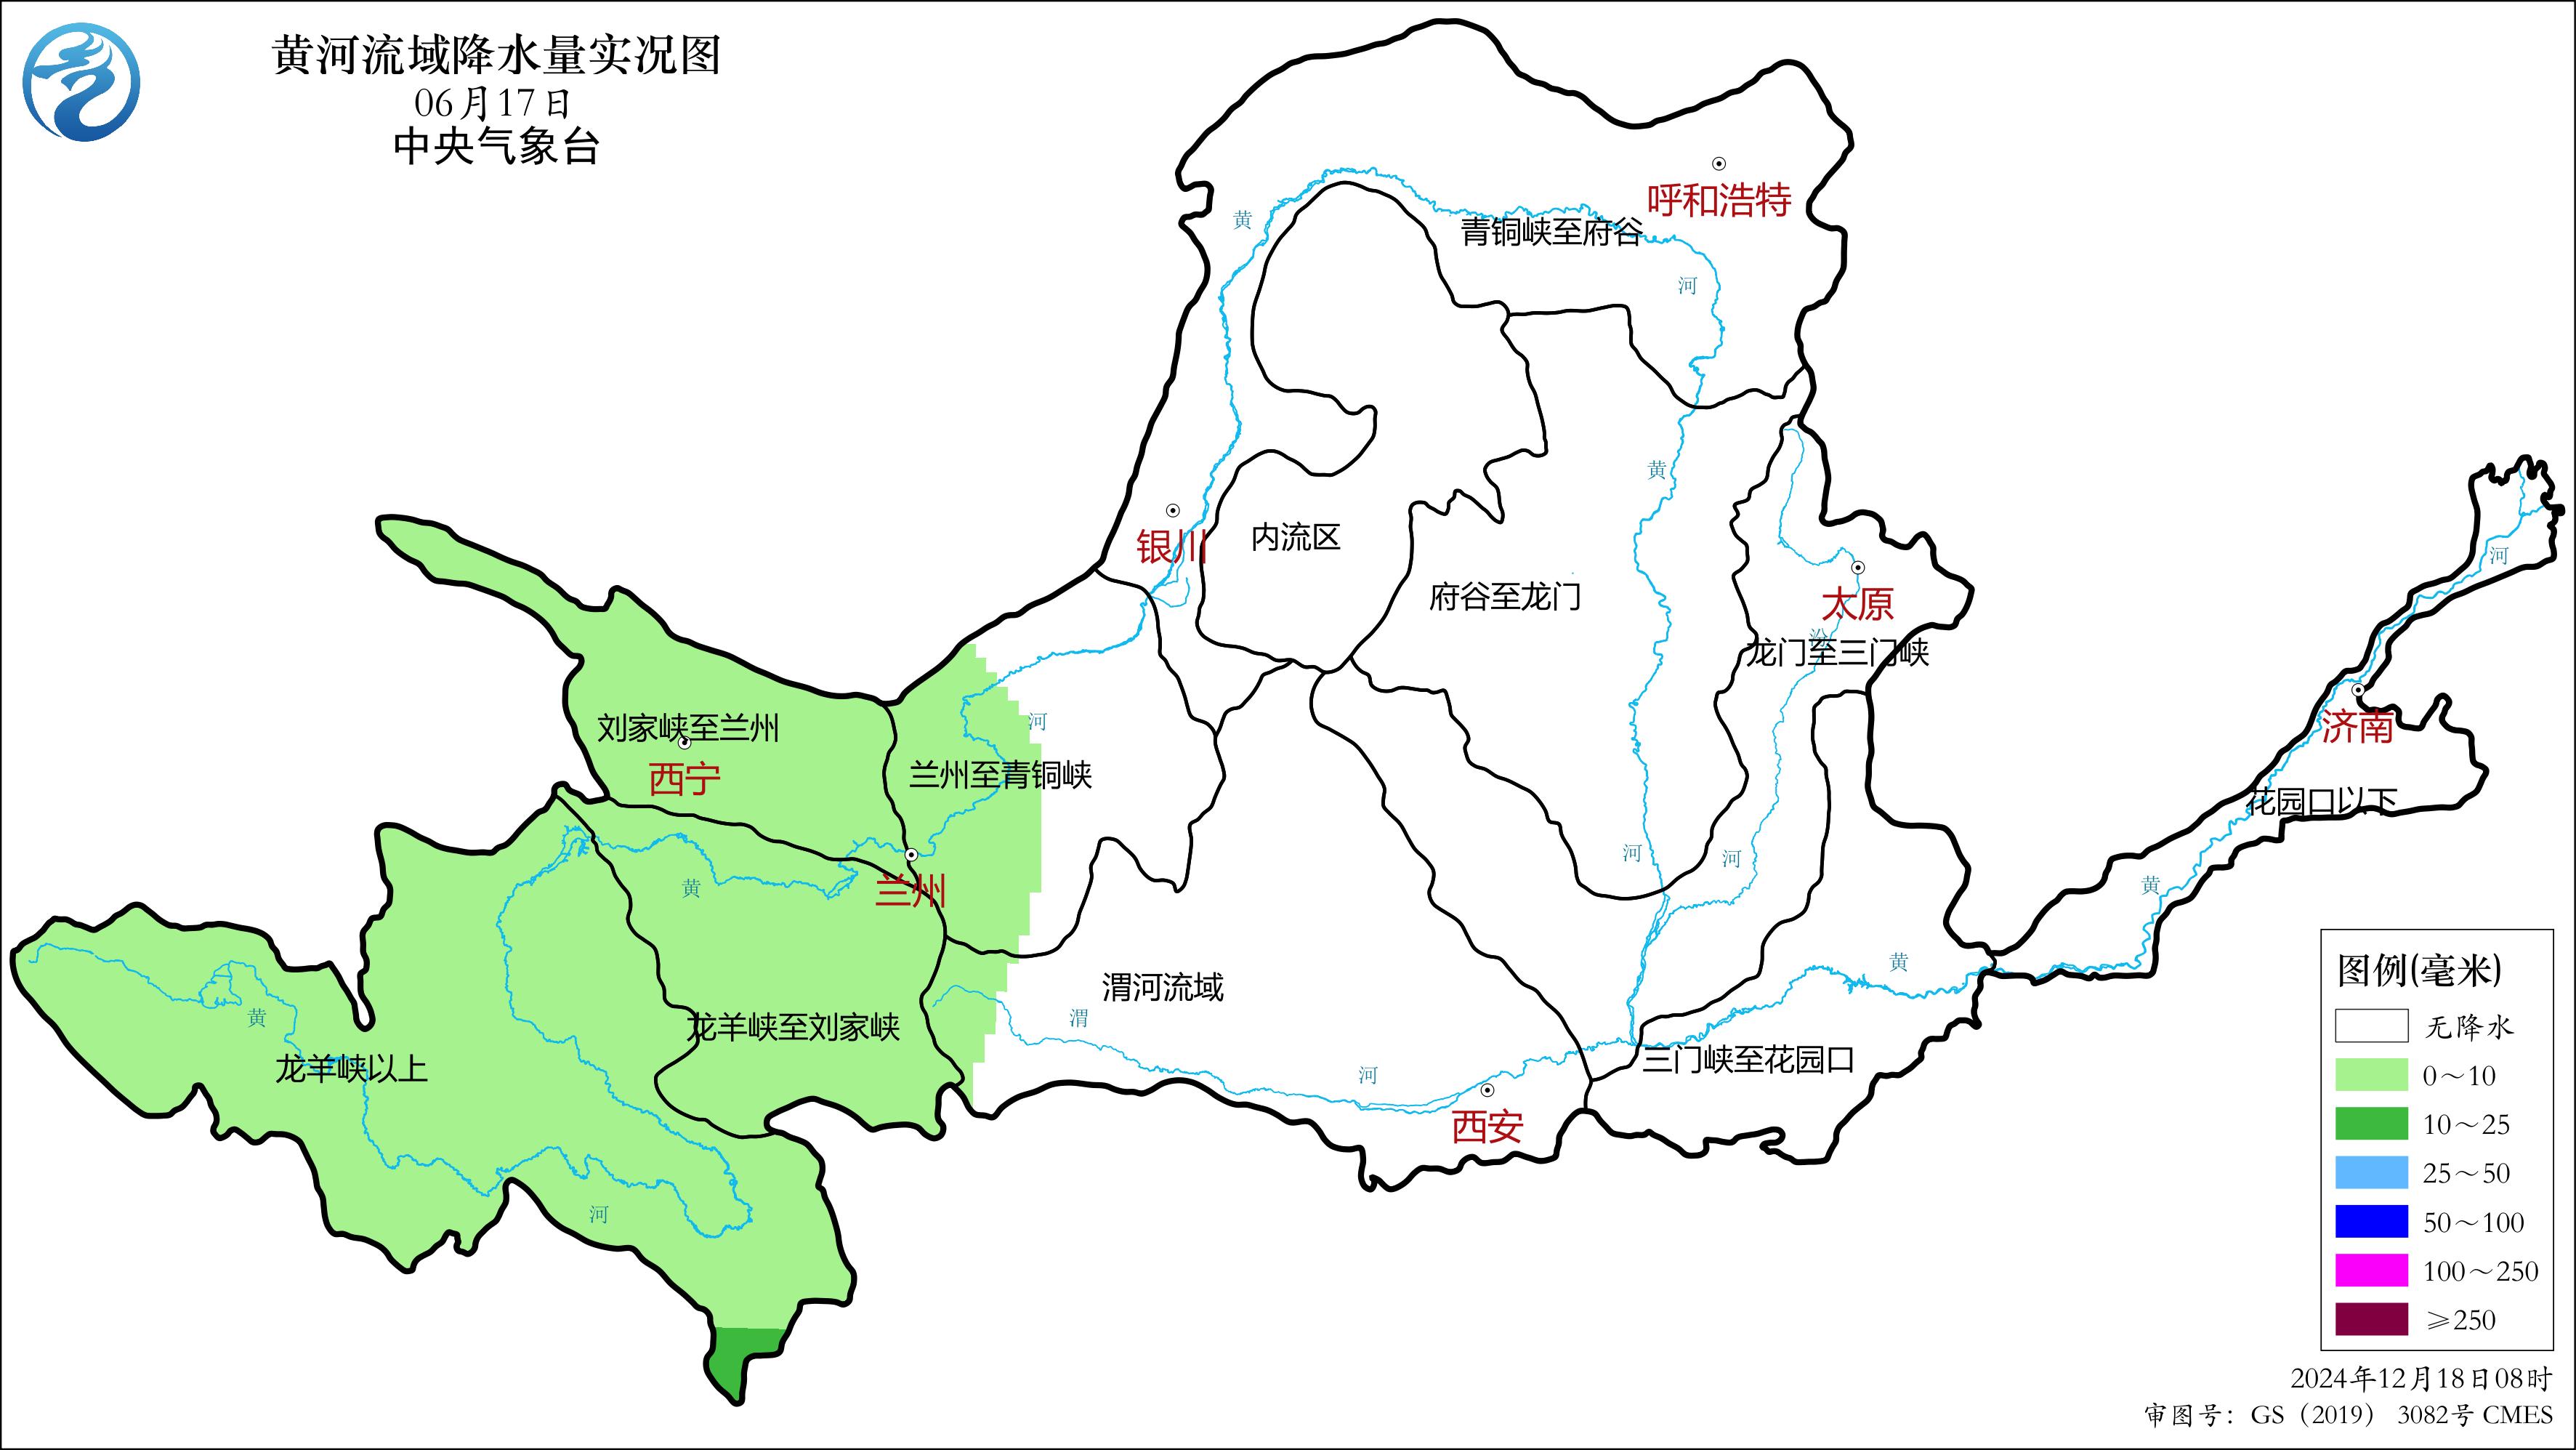 黄河流域降水量实况图
06月17日
中央气象台
呼和浩特
黄
青铜峡至府谷
河
黄
银川
内流区
府谷至龙门
太原
汾
龙门至三门峡
河
济南
花园口以下
刘家峡至兰州
西宁
河
兰州至青铜峡
河
河
黄
兰州
黄
黄
渭河流域
渭
黄
龙羊峡至刘家峡
龙羊峡以上
河
三门峡至花园口
西安
河
图例(毫米)
无降水
0～10
10～25
25～50
50～100
100～250
≥250
2024年12月18日08时
审图号：GS（2019） 3082号 CMES